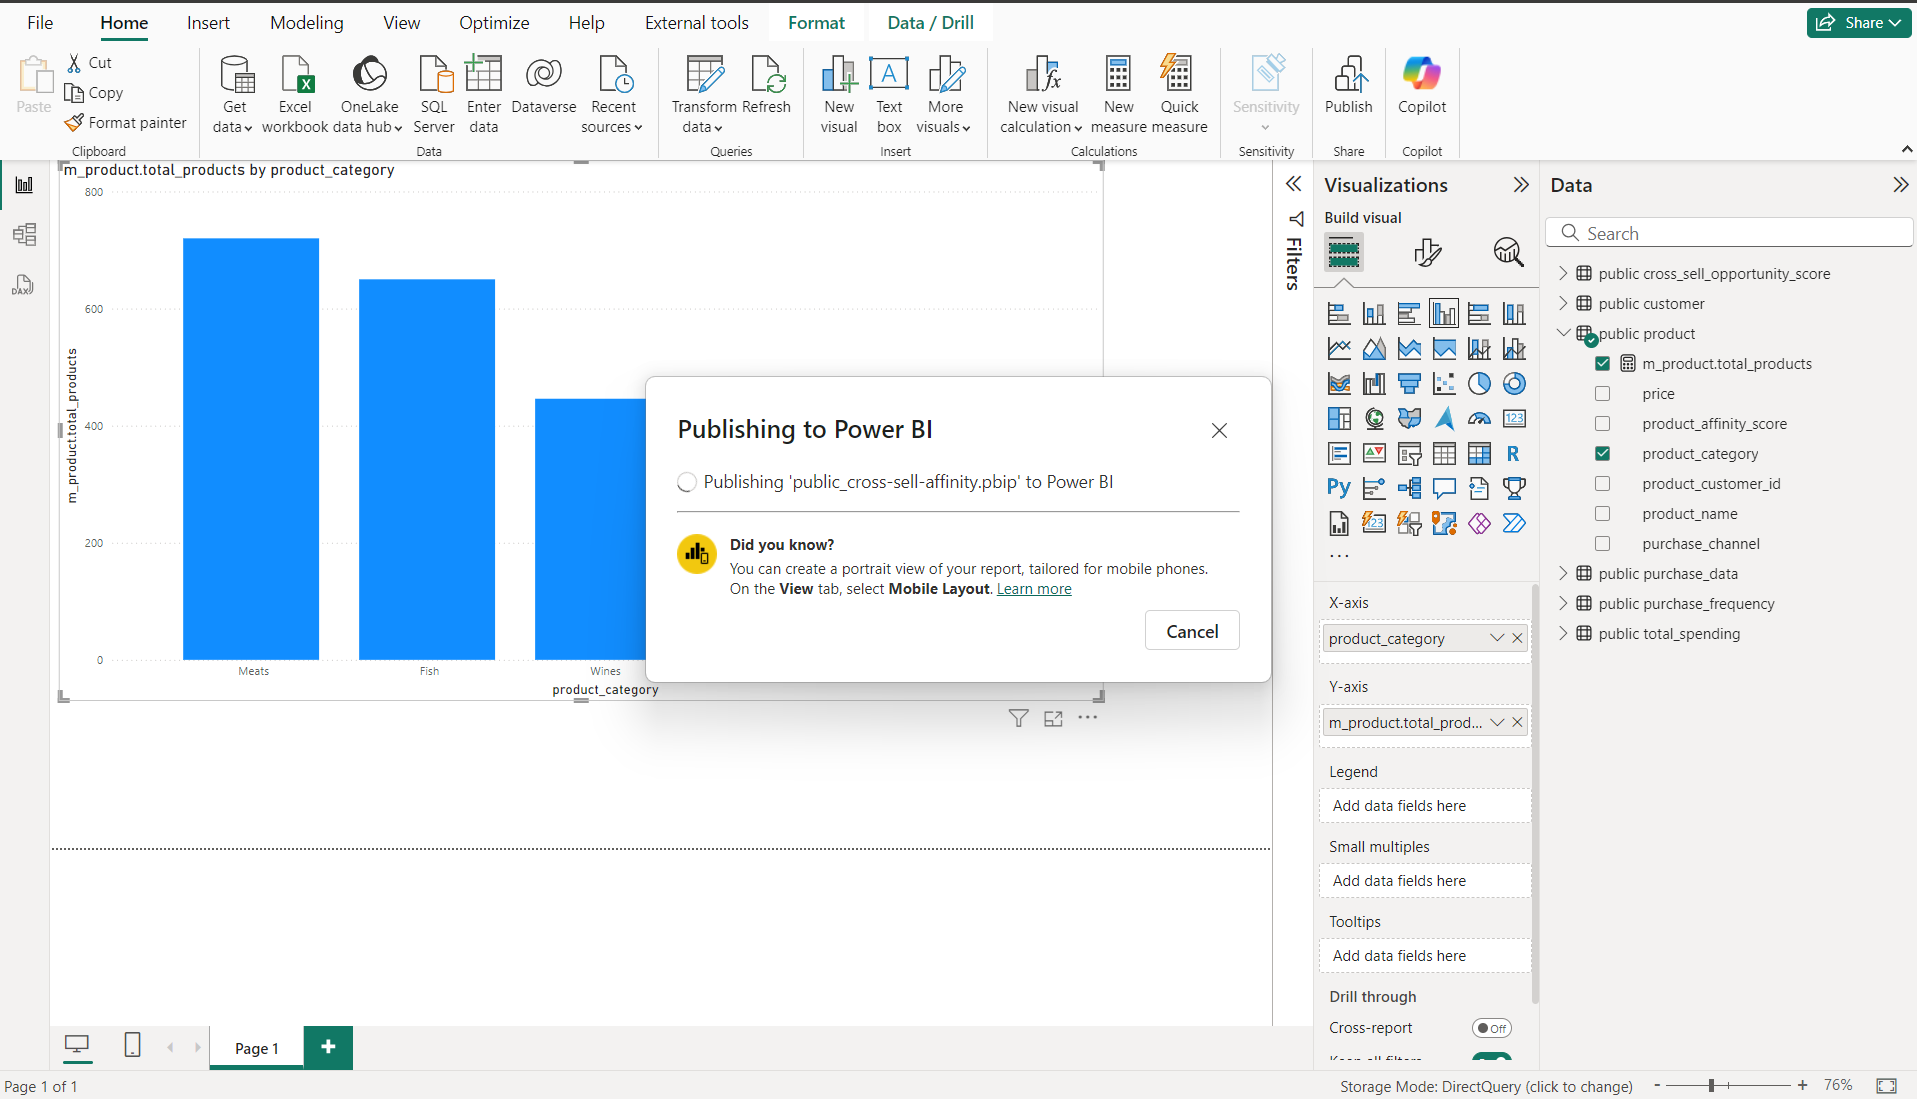 File Home Insert Modeling View Optimize Help External tools Format Data / Drill Share
Paste
Cut
Copy
Format painter
Clipboard
Get data
Excel workbook
OneLake data hub
SQL Server
Enter data
Dataverse
Recent sources
Data
Transform data
Refresh
Queries
New visual
Text box
More visuals
Insert
New visual calculation
New measure
Quick measure
Calculations
Sensitivity
Sensitivity
Publish
Share
Copilot
Copilot
DAX
m_product.total_products by product_category
800
600
400
200
0
m_product.total_products
Meats
Fish
Wines
product_category
Publishing to Power BI
Publishing 'public_cross-sell-affinity.pbip' to Power BI
Did you know?
You can create a portrait view of your report, tailored for mobile phones.
On the View tab, select Mobile Layout. Learn more
Cancel
Filters
Visualizations
Build visual
123
R
Py
123
X-axis
product_category
Y-axis
m_product.total_prod...
Legend
Add data fields here
Small multiples
Add data fields here
Tooltips
Add data fields here
Drill through
Cross-report
Off
Data
Search
public cross_sell_opportunity_score
public customer
public product
m_product.total_products
price
product_affinity_score
product_category
product_customer_id
product_name
purchase_channel
public purchase_data
public purchase_frequency
public total_spending
Page 1
Page 1 of 1
Storage Mode: DirectQuery (click to change)
- + 76%